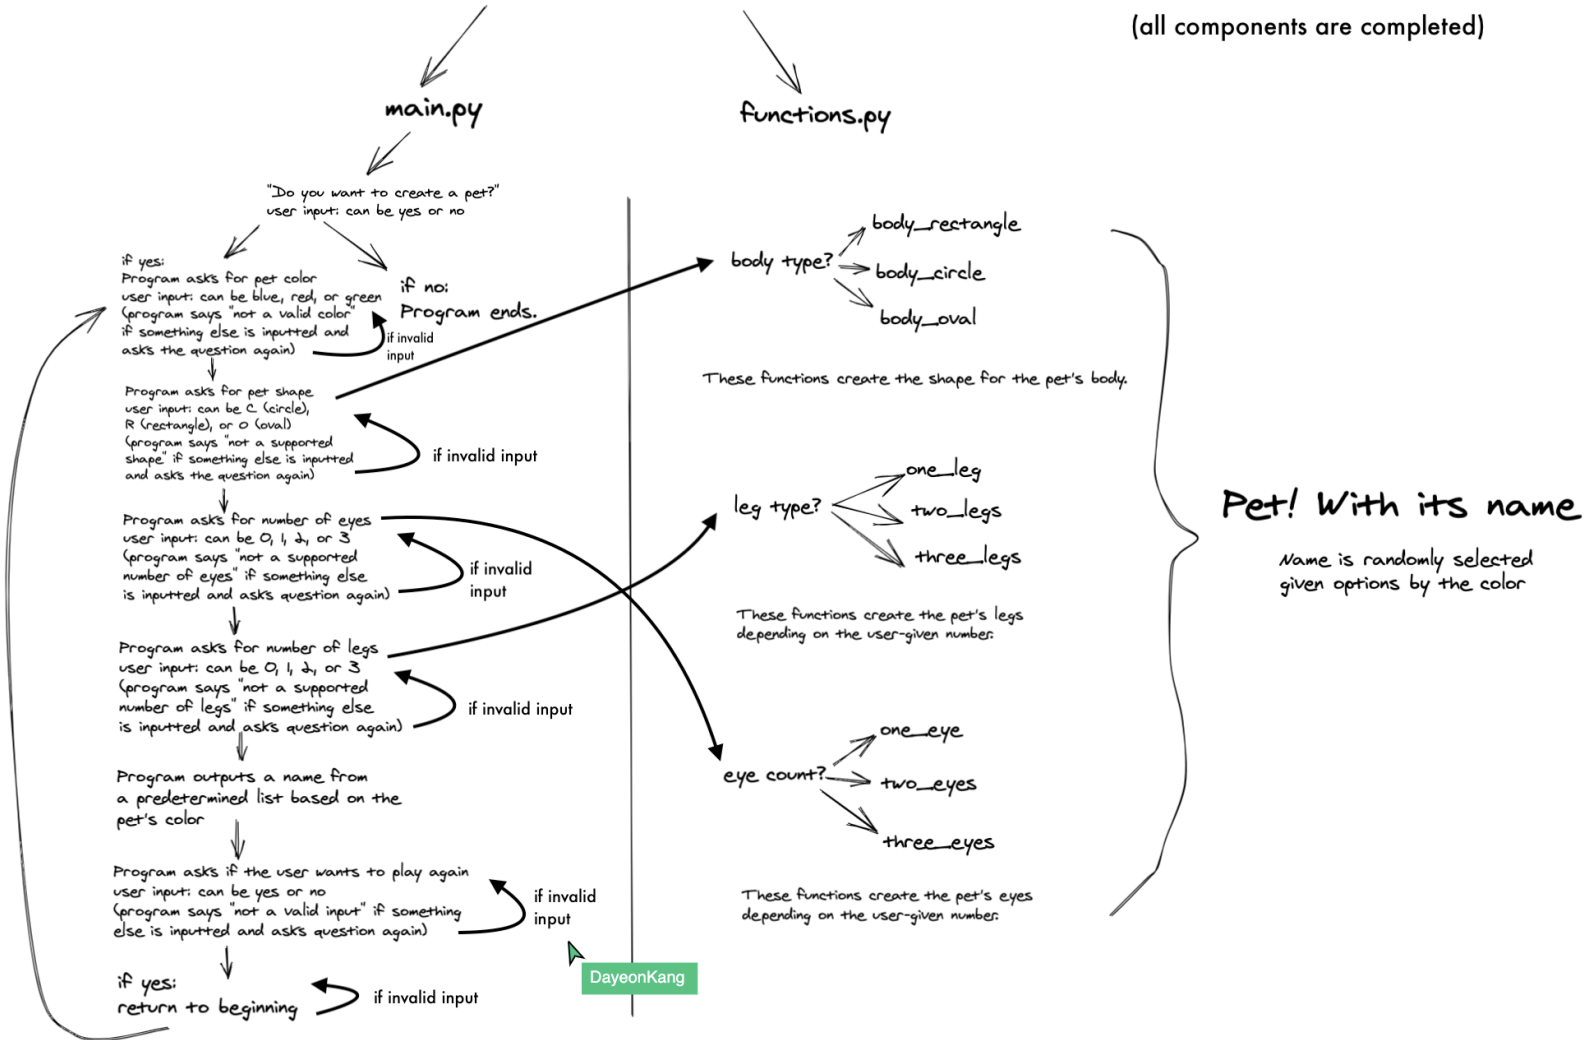 (all components are completed)
main.py
"Do you want to create a pet?"
user input: can be yes or no
if yes:
Program asks for pet color
user input: can be blue, red, or green
(program says "not a valid color"
if something else is inputted and
asks the question again)
if invalid
input
if no:
Program ends.
Program asks for pet shape
user input: can be C (circle),
R (rectangle), or O (oval)
(program says "not a supported
shape" if something else is inputted
and asks the question again)
if invalid input
Program asks for number of eyes
user input: can be 0, 1, 2, or 3
(program says "not a supported
number of eyes" if something else
is inputted and asks question again)
if invalid
input
Program asks for number of legs
user input: can be 0, 1, 2, or 3
(program says "not a supported
number of legs" if something else
is inputted and asks question again)
if invalid input
Program outputs a name from
a predetermined list based on the
pet's color
Program asks if the user wants to play again
user input: can be yes or no
(program says "not a valid input" if something
else is inputted and asks question again)
if invalid
input
if yes:
return to beginning
if invalid input
DayeonKang
functions.py
body type?
body_rectangle
body_circle
body_oval
These functions create the shape for the pet's body.
leg type?
one_leg
two_legs
three_legs
These functions create the pet's legs
depending on the user-given number.
eye count?
one_eye
two_eyes
three_eyes
These functions create the pet's eyes
depending on the user-given number.
Pet! With its name
Name is randomly selected
given options by the color